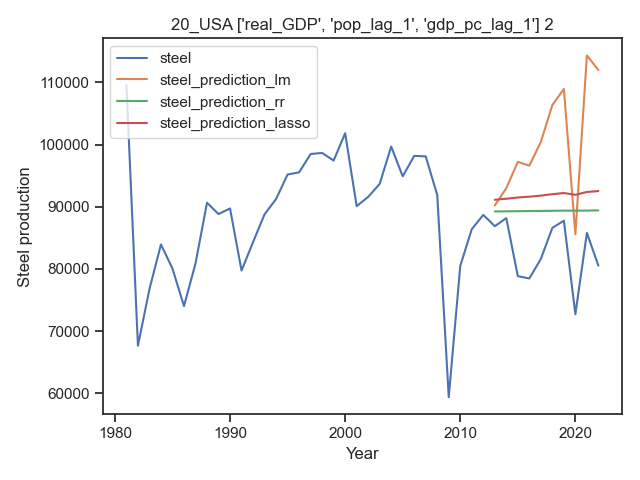 20_USA ['real_GDP', 'pop_lag_1', 'gdp_pc_lag_1'] 2
steel
steel_prediction_lm
steel_prediction_rr
steel_prediction_lasso
110000
100000
90000
80000
70000
60000
Steel production
1980 1990 2000 2010 2020
Year